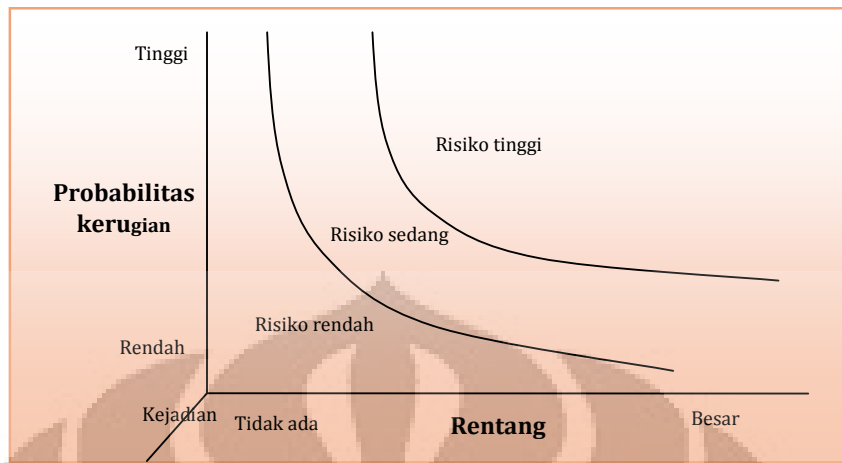 Tinggi
Risiko tinggi
Probabilitas
kerugian
Risiko sedang
Risiko rendah
Rendah
Kejadian
Tidak ada
Rentang
Besar